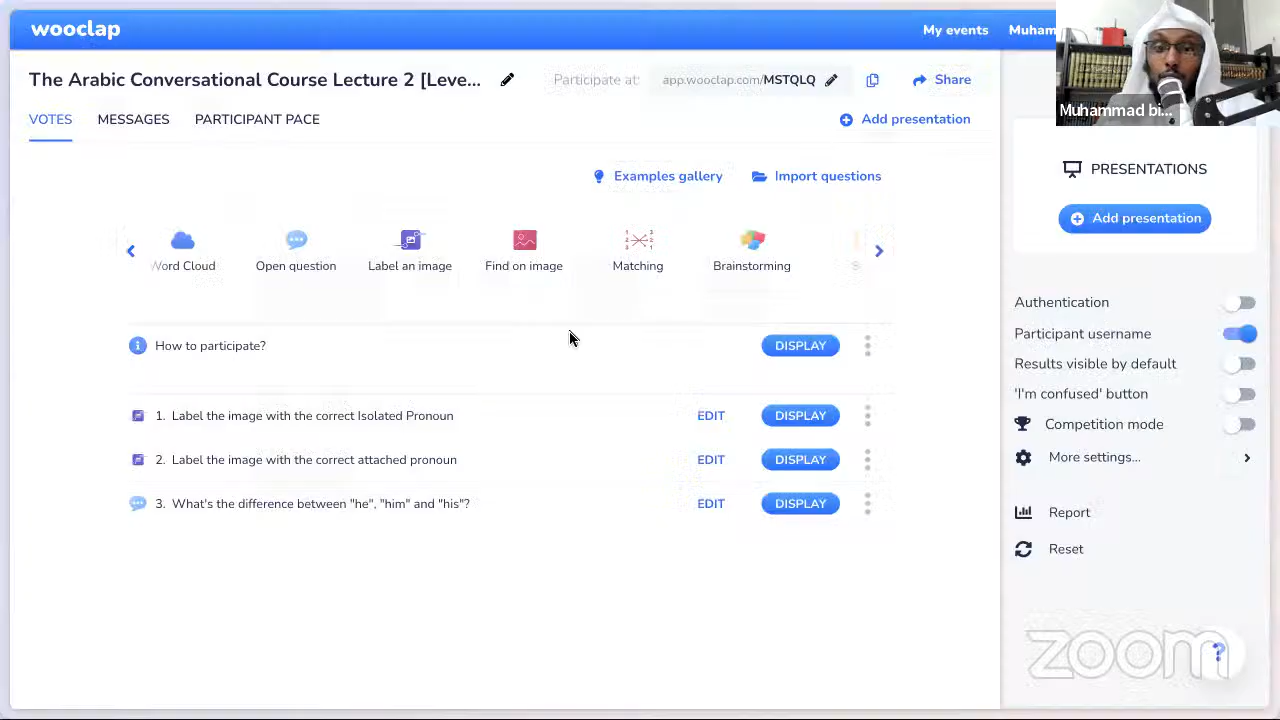 wooclap
My events Muham
The Arabic Conversational Course Lecture 2 [Leve... Participate at: app.wooclap.com/MSTQLQ Share
Muhammad bi...
VOTES MESSAGES PARTICIPANT PACE Add presentation
Examples gallery Import questions
Word Cloud Open question Label an image Find on image Matching Brainstorming
How to participate? DISPLAY
1. Label the image with the correct Isolated Pronoun EDIT DISPLAY
2. Label the image with the correct attached pronoun EDIT DISPLAY
3. What's the difference between "he", "him" and "his"? EDIT DISPLAY
PRESENTATIONS
Add presentation
Authentication
Participant username
Results visible by default
'I'm confused' button
Competition mode
More settings...
Report
Reset
zoom
?